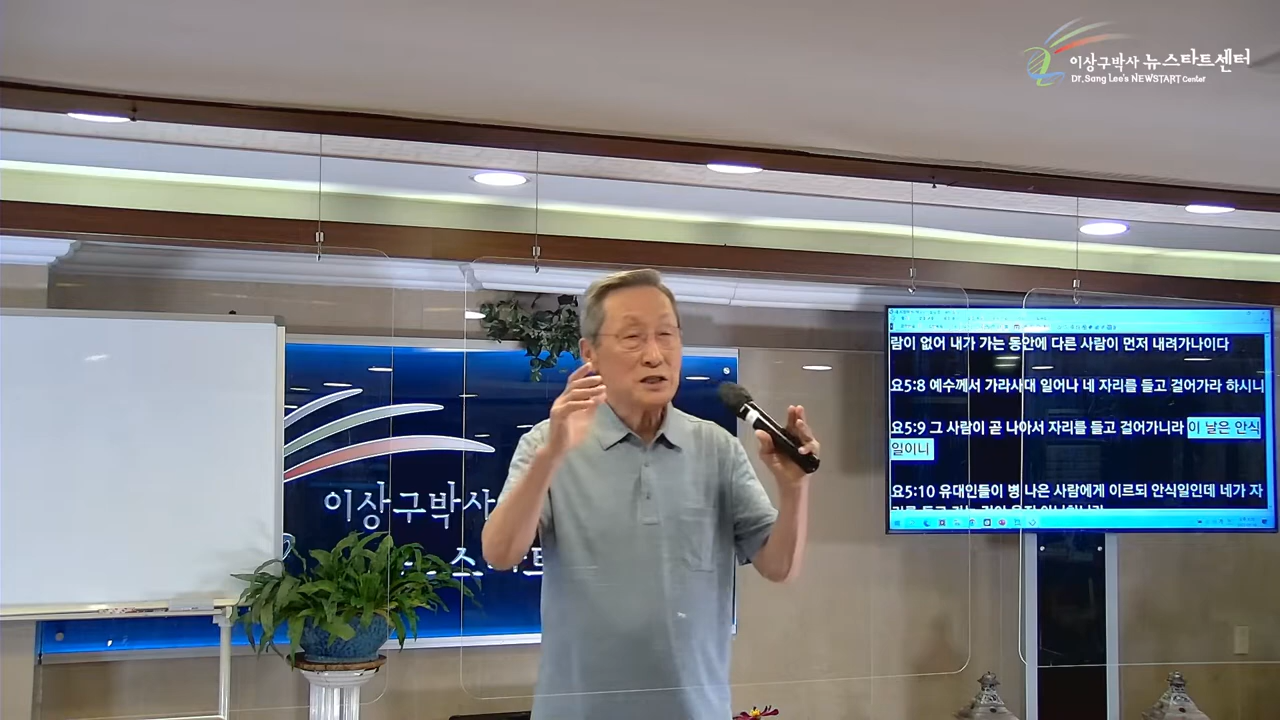 이상구박사 뉴스타트센터
Dr. Sang Lee's NEWSTART Center
람이 없어 내가 가는 동안에 다른 사람이 먼저 내려가나이다
요5:8 예수께서 가라사대 일어나 네 자리를 들고 걸어가라 하시니
요5:9 그 사람이 곧 나아서 자리를 들고 걸어가니라 이 날은 안식
일이니
요5:10 유대인들이 병 나은 사람에게 이르되 안식일인데 네가 자
이상구박사